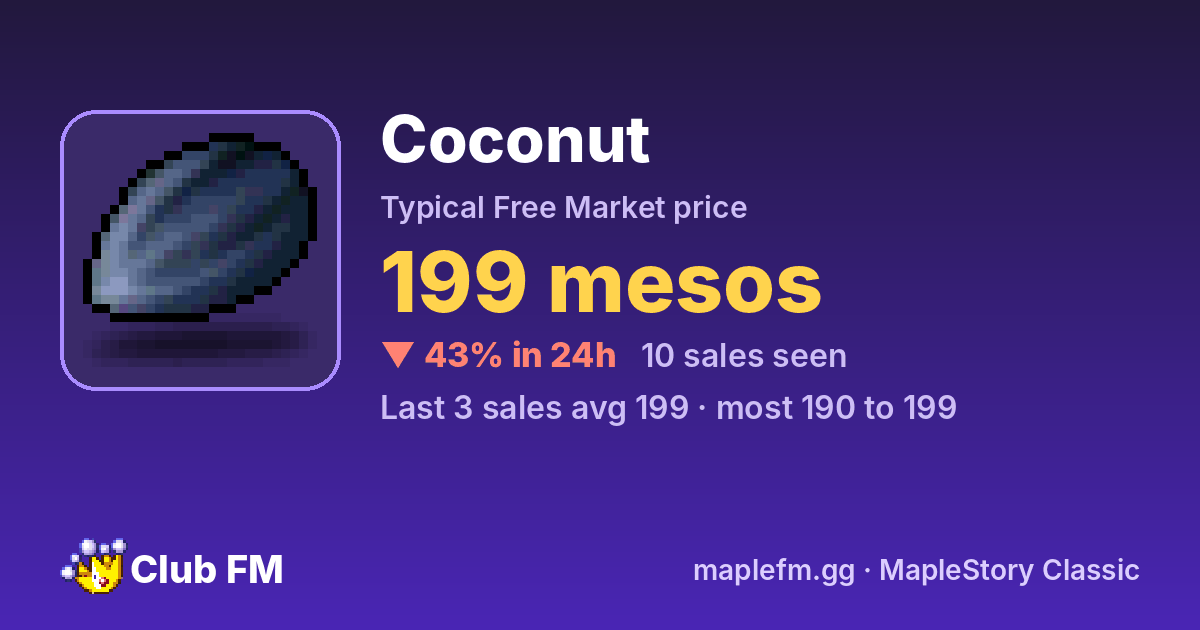 Coconut
Typical Free Market price
199 mesos
▼ 43% in 24h 10 sales seen
Last 3 sales avg 199 · most 190 to 199
Club FM
maplefm.gg · MapleStory Classic